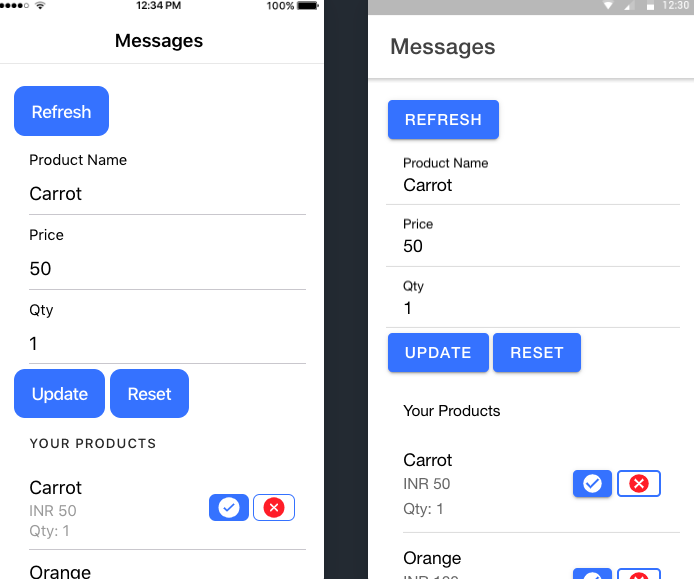 12:34 PM 100%
Messages
Refresh
Product Name
Carrot
Price
50
Qty
1
Update Reset
YOUR PRODUCTS
Carrot
INR 50
Qty: 1
Orange
12:30
Messages
REFRESH
Product Name
Carrot
Price
50
Qty
1
UPDATE RESET
Your Products
Carrot
INR 50
Qty: 1
Orange
INR 100